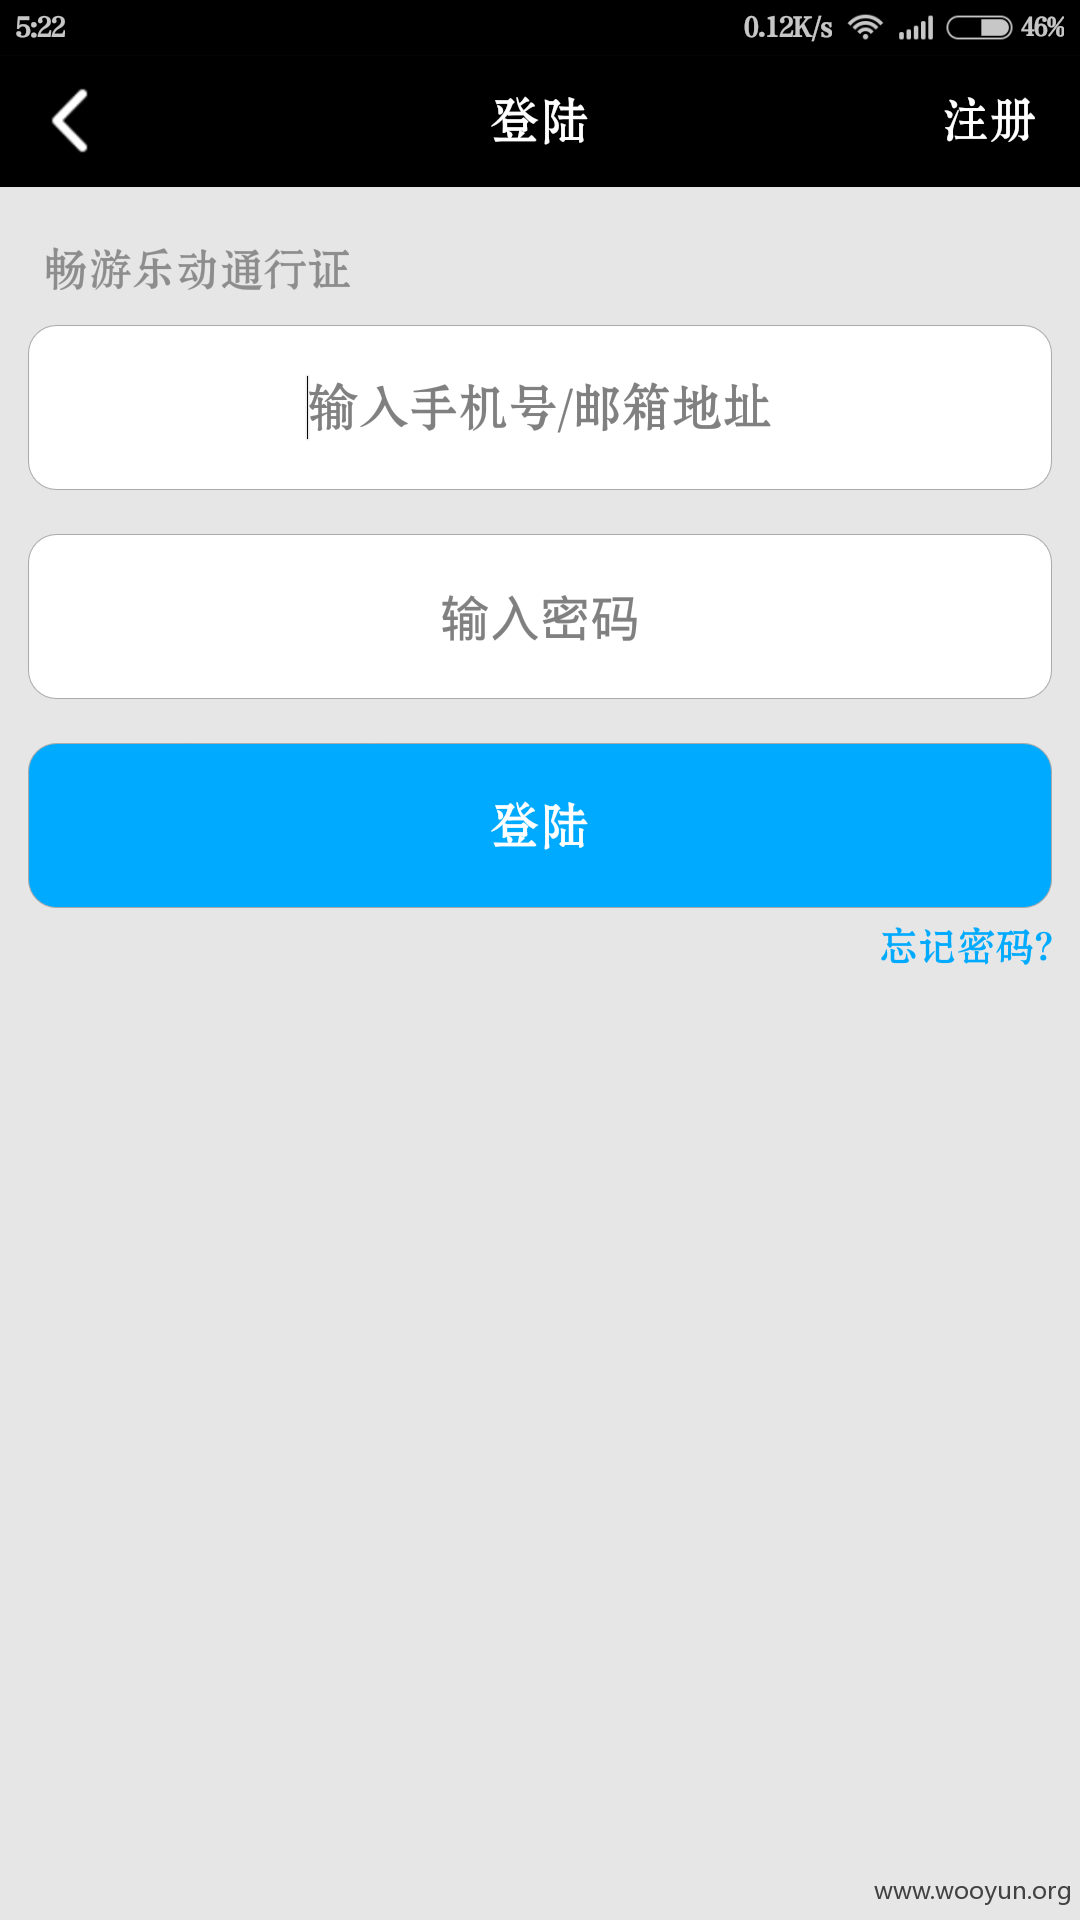 5:22 0.12K/s 46%
登陆 注册
畅游乐动通行证
输入手机号/邮箱地址
输入密码
登陆
忘记密码?
www.wooyun.org